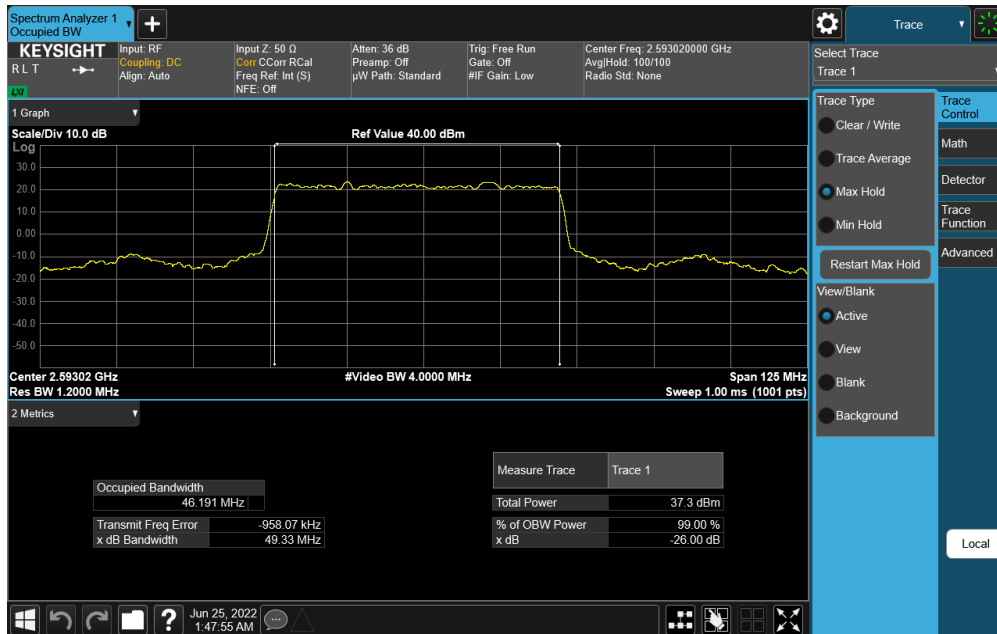 Spectrum Analyzer 1
Occupied BW
Trace
KEYSIGHT
R L T
LXI
Input: RF
Coupling: DC
Align: Auto
Input Z: 50 Ω
Corr CCorr RCal
Freq Ref: Int (S)
NFE: Off
Atten: 36 dB
Preamp: Off
µW Path: Standard
Trig: Free Run
Gate: Off
#IF Gain: Low
Center Freq: 2.593020000 GHz
Avg|Hold: 100/100
Radio Std: None
Select Trace
Trace 1
1 Graph
Scale/Div 10.0 dB
Ref Value 40.00 dBm
Log
30.0
20.0
10.0
0.00
-10.0
-20.0
-30.0
-40.0
-50.0
Center 2.59302 GHz
#Video BW 4.0000 MHz
Span 125 MHz
Res BW 1.2000 MHz
Sweep 1.00 ms (1001 pts)
Trace Type
Clear / Write
Trace Average
Max Hold
Min Hold
Restart Max Hold
View/Blank
Active
View
Blank
Background
Trace
Control
Math
Detector
Trace
Function
Advanced
Local
2 Metrics
Occupied Bandwidth
46.191 MHz
Transmit Freq Error -958.07 kHz
x dB Bandwidth 49.33 MHz
Measure Trace Trace 1
Total Power 37.3 dBm
% of OBW Power 99.00 %
x dB -26.00 dB
?
Jun 25, 2022
1:47:55 AM